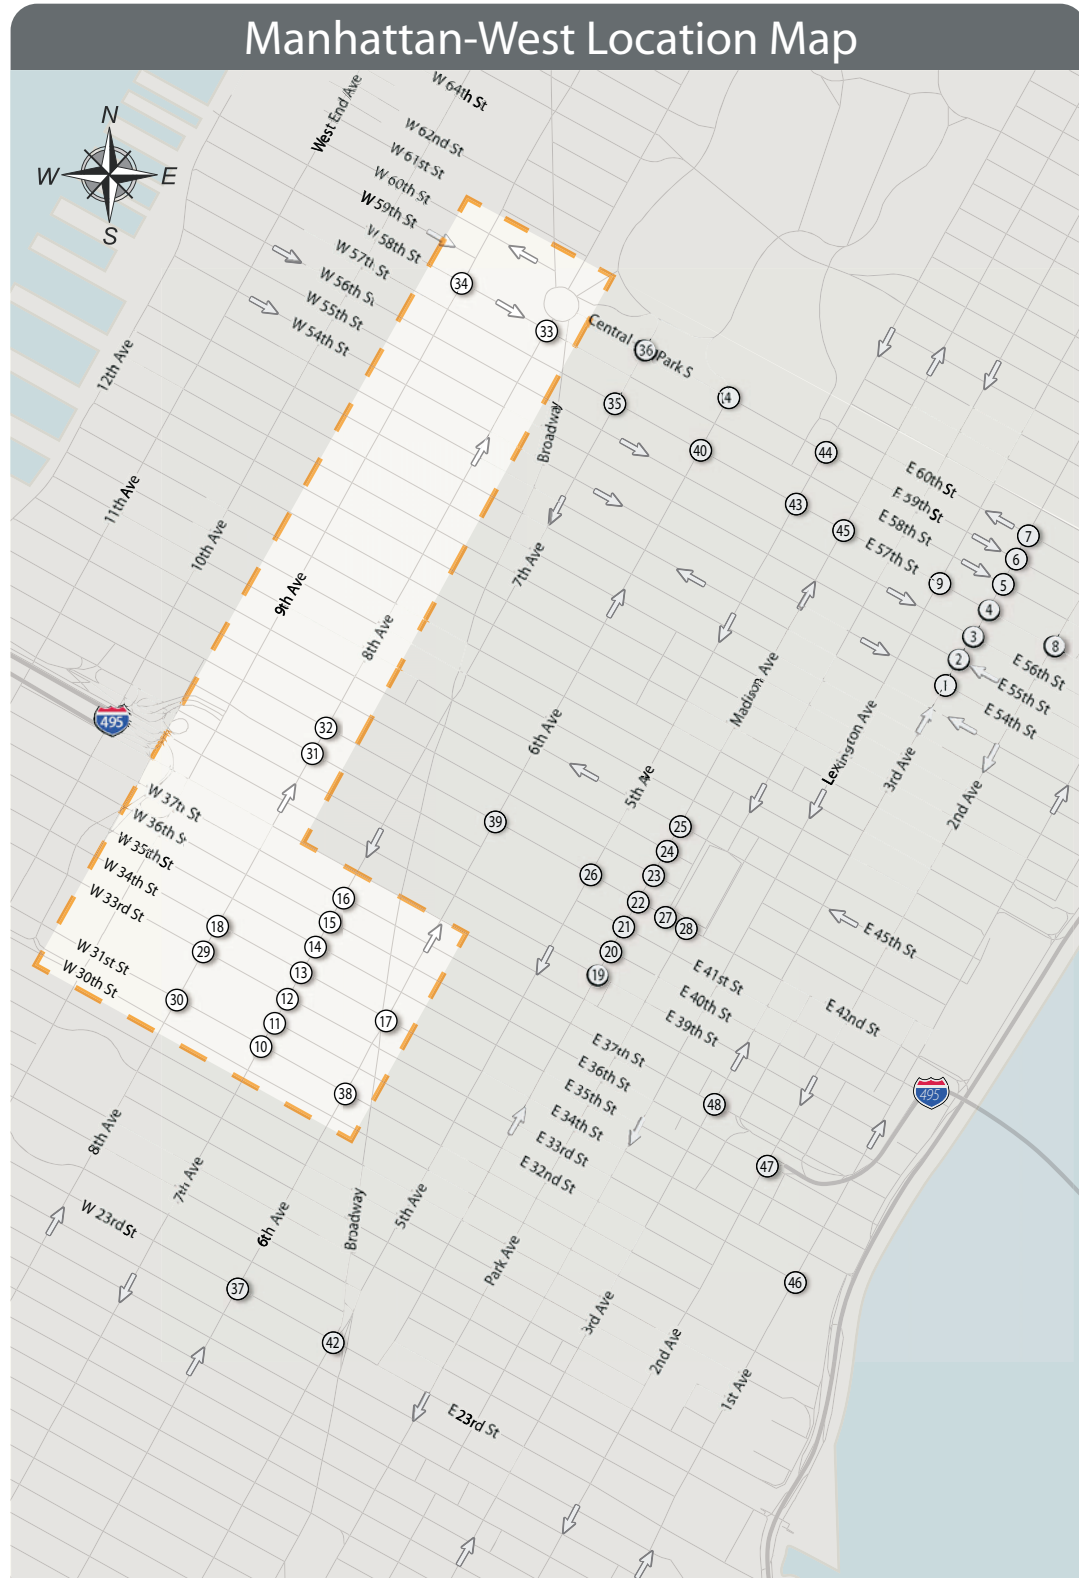 Manhattan-West Location Map
N
W
E
S
West End Ave
W 64th St
W 62nd St
W 61st St
W 60th St
W 59th St
W 58th St
W 57th St
W 56th St
W 55th St
W 54th St
12th Ave
11th Ave
10th Ave
9th Ave
8th Ave
Broadway
7th Ave
6th Ave
5th Ave
Madison Ave
Lexington Ave
3rd Ave
2nd Ave
Central
Park S
34
33
36
35
40
44
43
45
E 60th St
E 59th St
E 58th St
E 57th St
7
6
5
9
4
3
8
2
1
E 56th St
E 55th St
E 54th St
495
32
31
39
25
24
26
23
22
27
28
21
20
19
W 37th St
W 36th St
W 35th St
W 34th St
W 33rd St
W 31st St
W 30th St
16
15
18
14
29
13
30
12
11
17
10
38
E 45th St
E 42nd St
E 41st St
E 40th St
E 39th St
E 37th St
E 36th St
E 35th St
E 34th St
E 33rd St
E 32nd St
495
48
47
46
8th Ave
7th Ave
6th Ave
Broadway
5th Ave
Park Ave
3rd Ave
2nd Ave
1st Ave
W 23rd St
37
42
E 23rd St